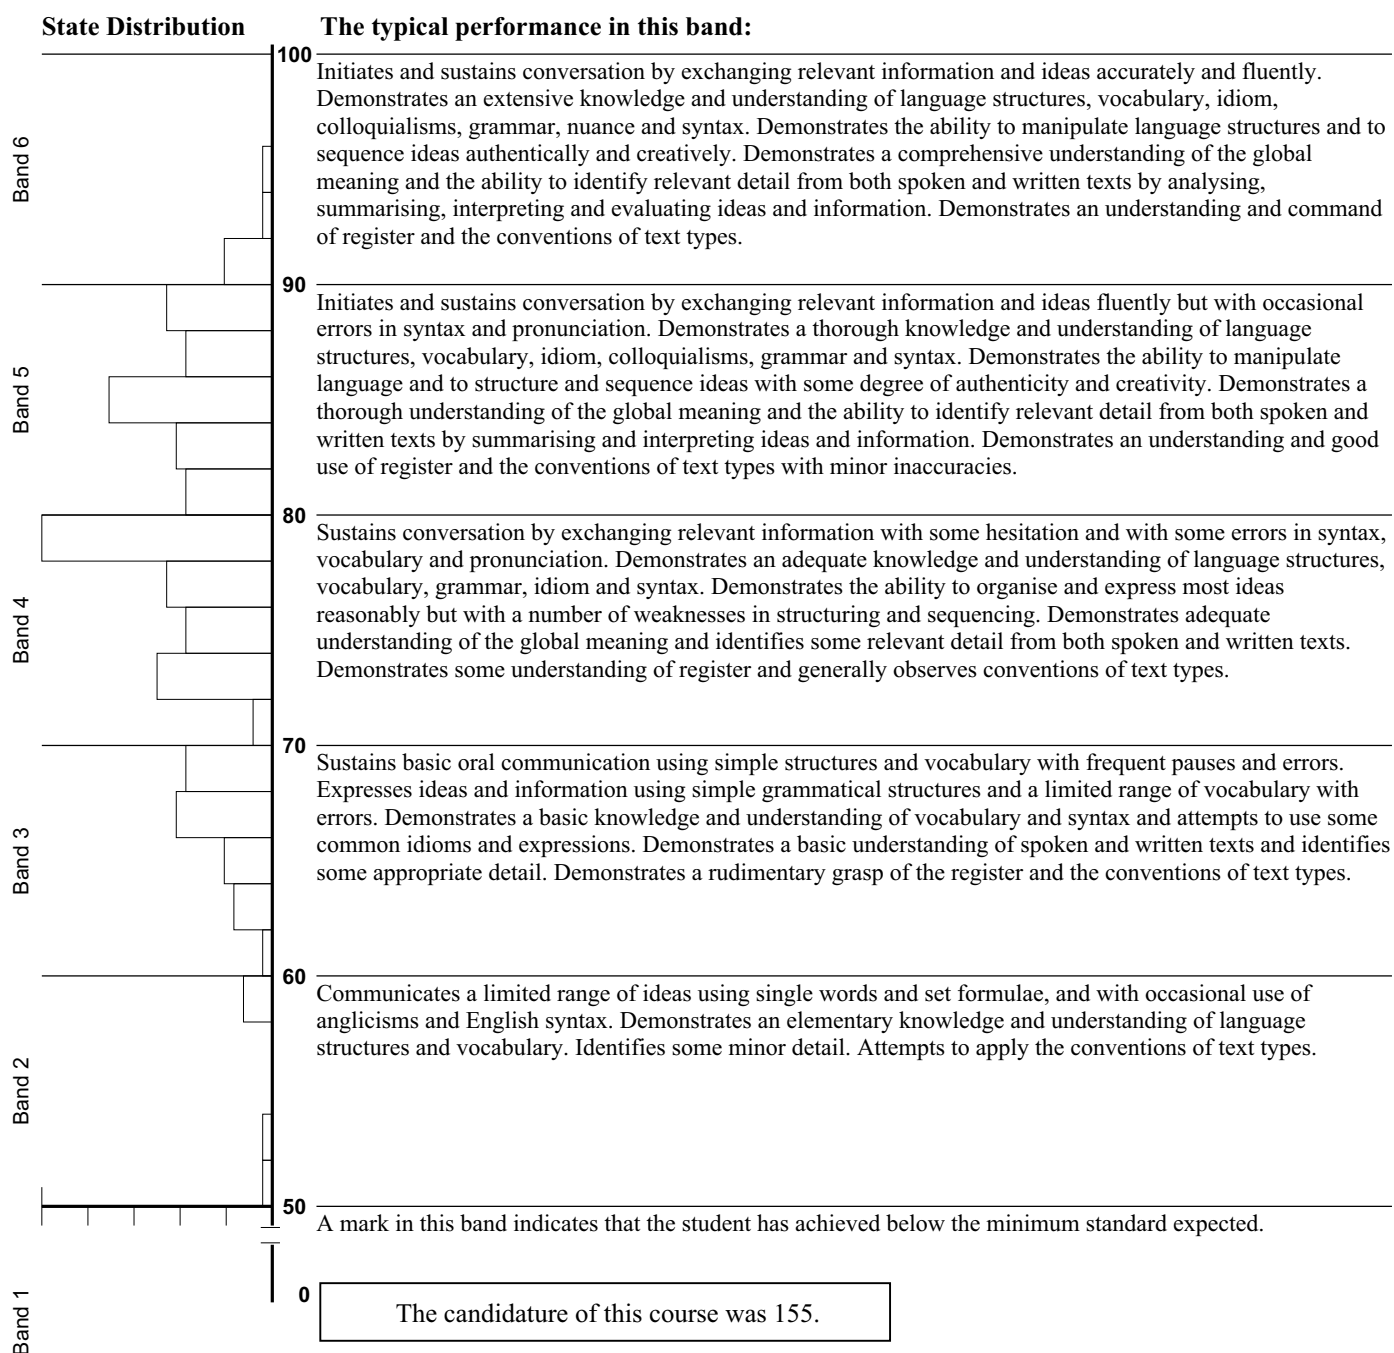 State Distribution
The typical performance in this band:
100
Band 6
Initiates and sustains conversation by exchanging relevant information and ideas accurately and fluently.
Demonstrates an extensive knowledge and understanding of language structures, vocabulary, idiom,
colloquialisms, grammar, nuance and syntax. Demonstrates the ability to manipulate language structures and to
sequence ideas authentically and creatively. Demonstrates a comprehensive understanding of the global
meaning and the ability to identify relevant detail from both spoken and written texts by analysing,
summarising, interpreting and evaluating ideas and information. Demonstrates an understanding and command
of register and the conventions of text types.
90
Band 5
Initiates and sustains conversation by exchanging relevant information and ideas fluently but with occasional
errors in syntax and pronunciation. Demonstrates a thorough knowledge and understanding of language
structures, vocabulary, idiom, colloquialisms, grammar and syntax. Demonstrates the ability to manipulate
language and to structure and sequence ideas with some degree of authenticity and creativity. Demonstrates a
thorough understanding of the global meaning and the ability to identify relevant detail from both spoken and
written texts by summarising and interpreting ideas and information. Demonstrates an understanding and good
use of register and the conventions of text types with minor inaccuracies.
80
Band 4
Sustains conversation by exchanging relevant information with some hesitation and with some errors in syntax,
vocabulary and pronunciation. Demonstrates an adequate knowledge and understanding of language structures,
vocabulary, grammar, idiom and syntax. Demonstrates the ability to organise and express most ideas
reasonably but with a number of weaknesses in structuring and sequencing. Demonstrates adequate
understanding of the global meaning and identifies some relevant detail from both spoken and written texts.
Demonstrates some understanding of register and generally observes conventions of text types.
70
Band 3
Sustains basic oral communication using simple structures and vocabulary with frequent pauses and errors.
Expresses ideas and information using simple grammatical structures and a limited range of vocabulary with
errors. Demonstrates a basic knowledge and understanding of vocabulary and syntax and attempts to use some
common idioms and expressions. Demonstrates a basic understanding of spoken and written texts and identifies
some appropriate detail. Demonstrates a rudimentary grasp of the register and the conventions of text types.
60
Band 2
Communicates a limited range of ideas using single words and set formulae, and with occasional use of
anglicisms and English syntax. Demonstrates an elementary knowledge and understanding of language
structures and vocabulary. Identifies some minor detail. Attempts to apply the conventions of text types.
50
A mark in this band indicates that the student has achieved below the minimum standard expected.
Band 1
0
The candidature of this course was 155.